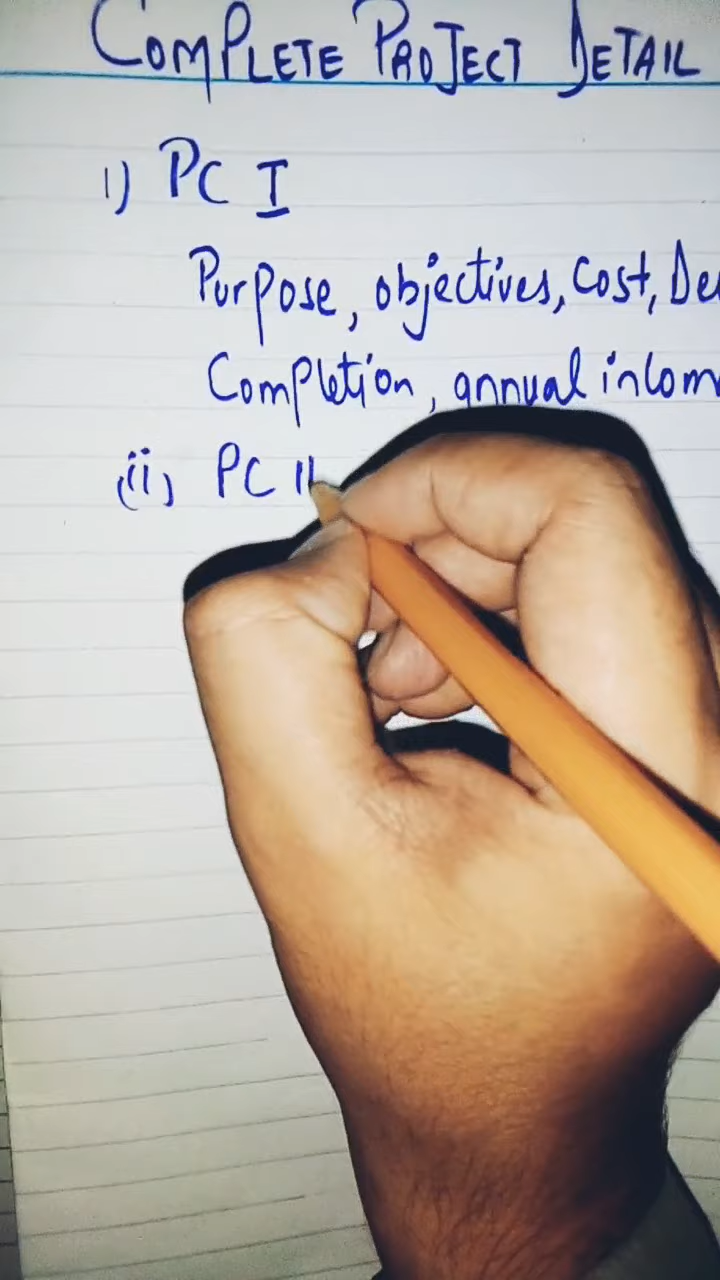 COMPLETE PROJECT DETAIL
1) PC I
Purpose, objectives, Cost,
Completion, annual
(ii) PC II